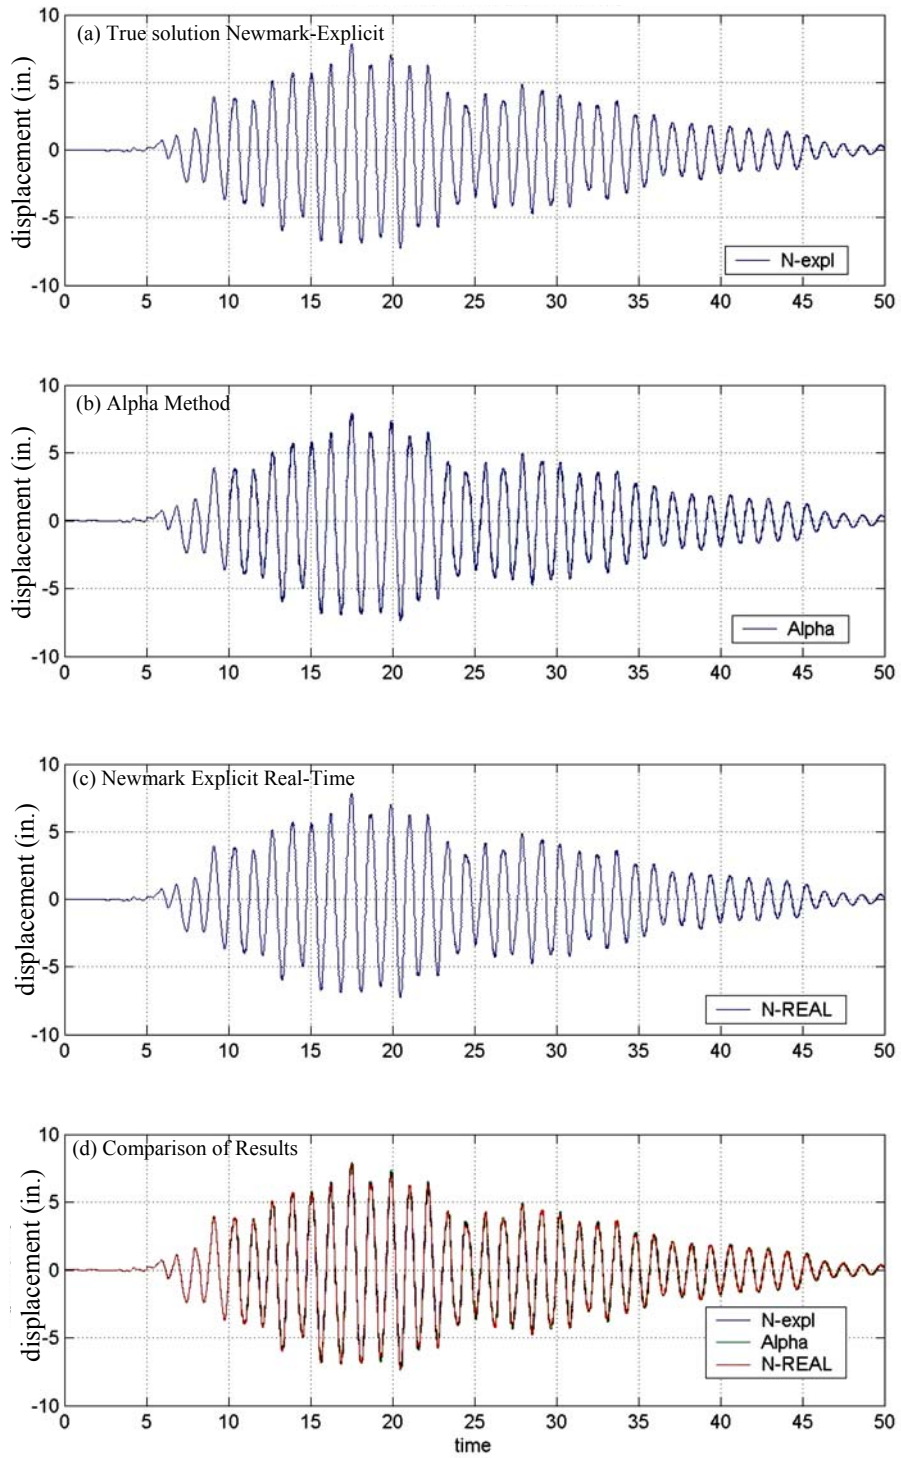 10
(a) True solution Newmark-Explicit
5
0
-5
-10
displacement (in.)
N-expl
0 5 10 15 20 25 30 35 40 45 50
10
(b) Alpha Method
5
0
-5
-10
displacement (in.)
Alpha
0 5 10 15 20 25 30 35 40 45 50
10
(c) Newmark Explicit Real-Time
5
0
-5
-10
displacement (in.)
N-REAL
0 5 10 15 20 25 30 35 40 45 50
10
(d) Comparison of Results
5
0
-5
-10
displacement (in.)
N-expl
Alpha
N-REAL
0 5 10 15 20 25 30 35 40 45 50
time